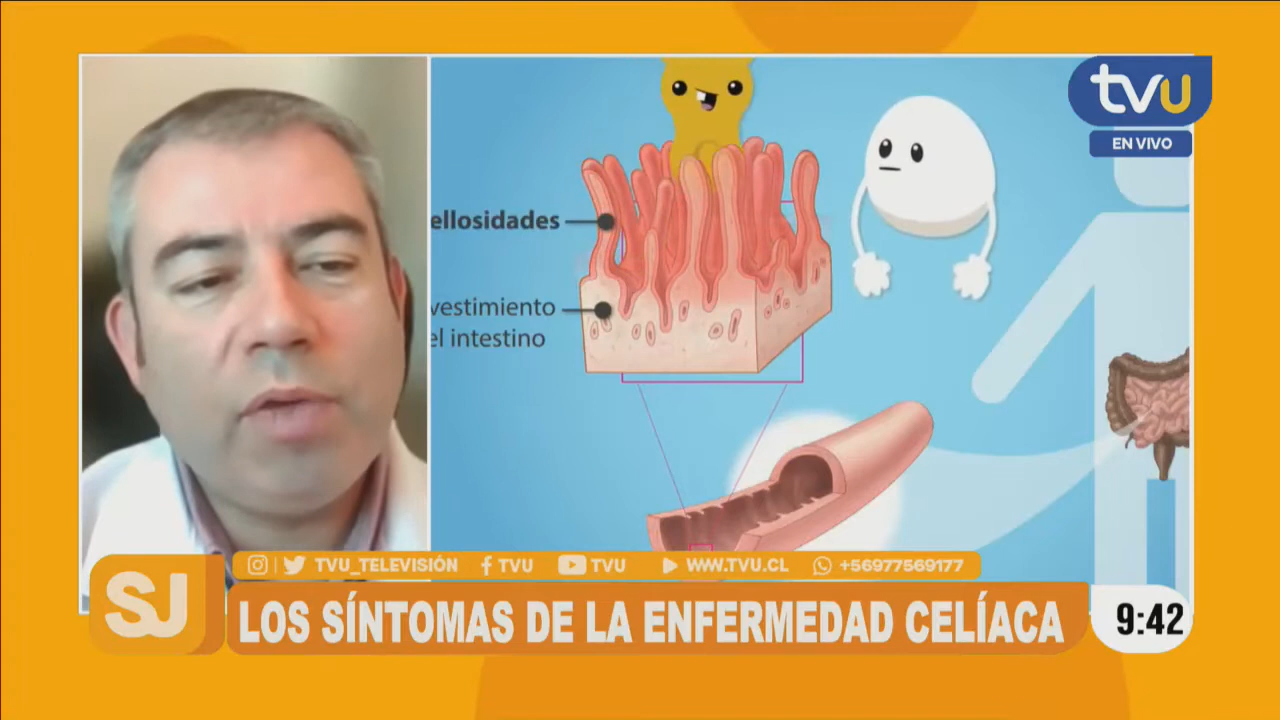 tvu
EN VIVO
ellosidades
vestimiento
el intestino
TVU_TELEVISIÓN TVU TVU WWW.TVU.CL +56977569177
SJ
LOS SÍNTOMAS DE LA ENFERMEDAD CELÍACA
9:42